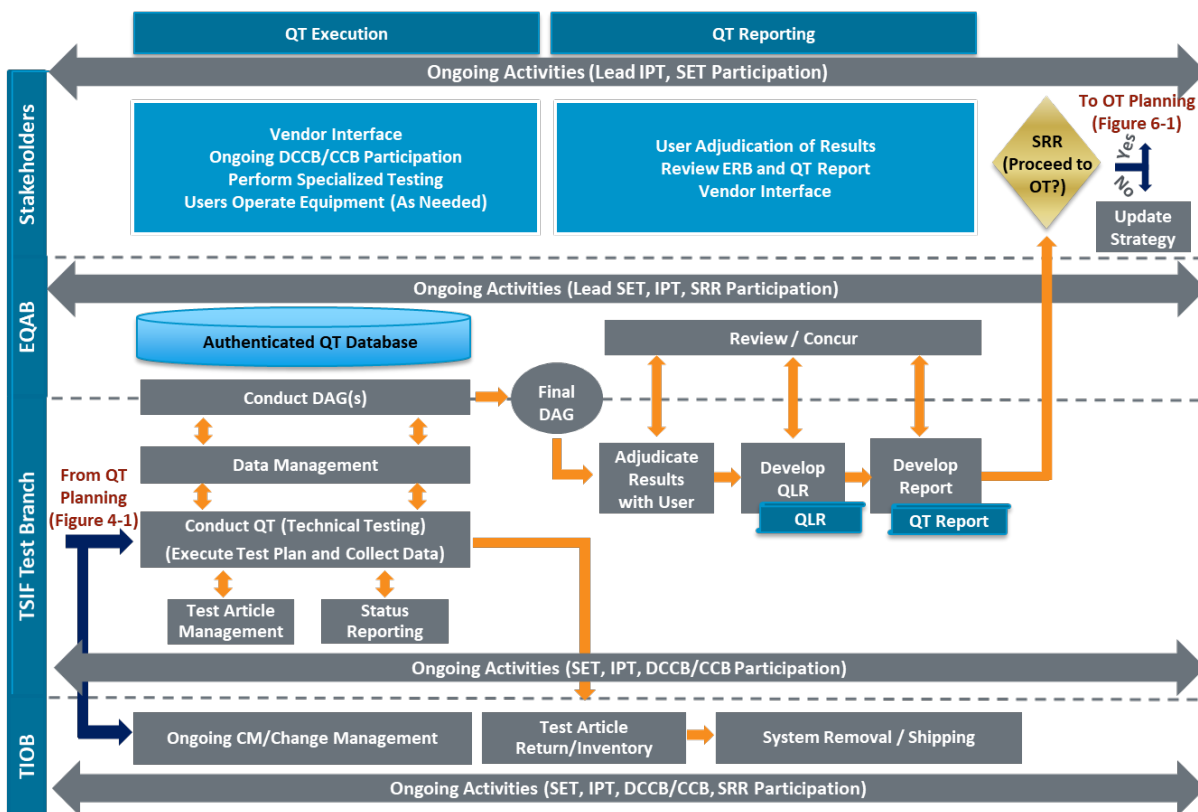 QT Execution
QT Reporting
Ongoing Activities (Lead IPT, SET Participation)
Stakeholders
Vendor Interface
Ongoing DCCB/CCB Participation
Perform Specialized Testing
Users Operate Equipment (As Needed)
User Adjudication of Results
Review ERB and QT Report
Vendor Interface
SRR
(Proceed to
OT?)
To OT Planning
(Figure 6-1)
Yes
No
Update
Strategy
EQAB
Ongoing Activities (Lead SET, IPT, SRR Participation)
Authenticated QT Database
Review / Concur
Conduct DAG(s)
Final
DAG
TSIF Test Branch
From QT
Planning
(Figure 4-1)
Data Management
Adjudicate
Results
with User
Develop
QLR
QLR
Develop
Report
QT Report
Conduct QT (Technical Testing)
(Execute Test Plan and Collect Data)
Test Article
Management
Status
Reporting
Ongoing Activities (SET, IPT, DCCB/CCB Participation)
TIOB
Ongoing CM/Change Management
Test Article
Return/Inventory
System Removal / Shipping
Ongoing Activities (SET, IPT, DCCB/CCB, SRR Participation)